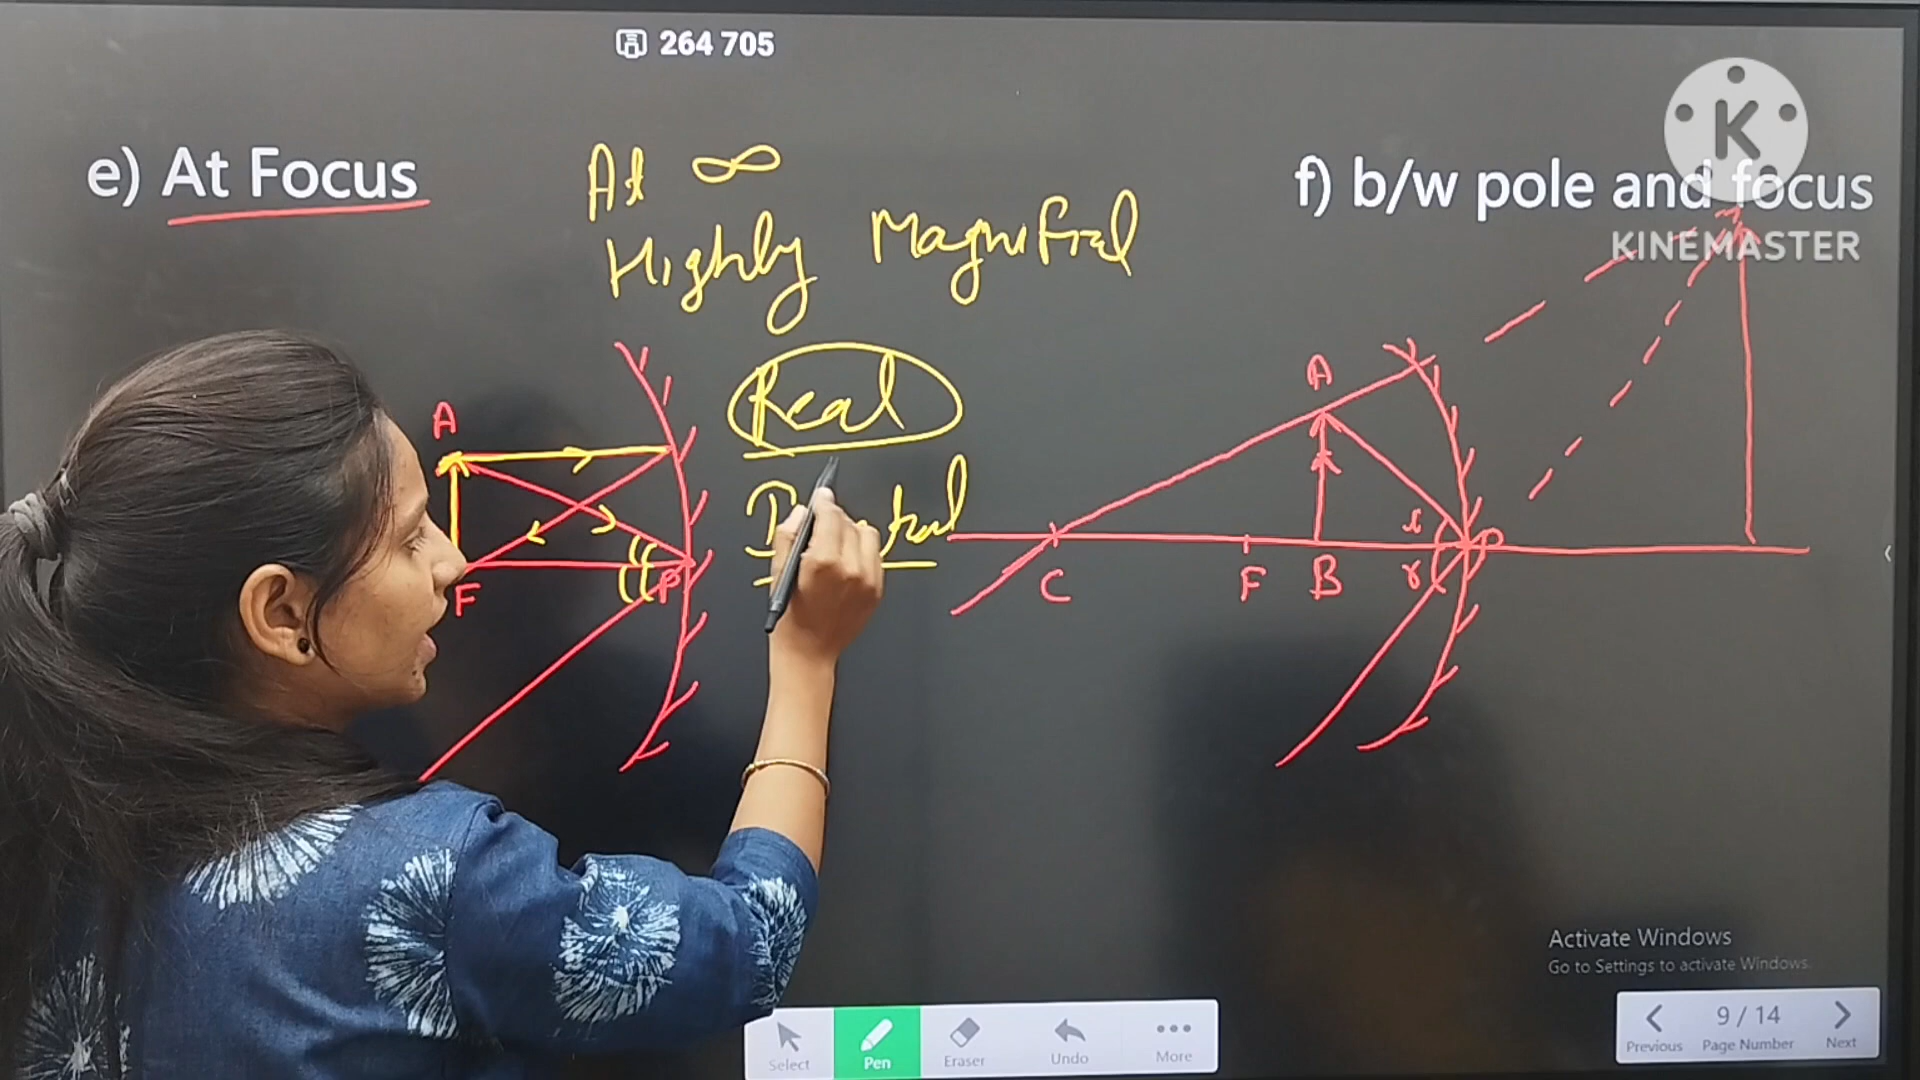 264 705
K
KINEMASTER
e) At Focus
f) b/w pole and focus
At ∞
Highly Magnified
Real
A
F
P
A
C
F
B
i
r
P
Activate Windows
Go to Settings to activate Windows.
Select
Pen
Eraser
Undo
More
9 / 14
Previous
Page Number
Next